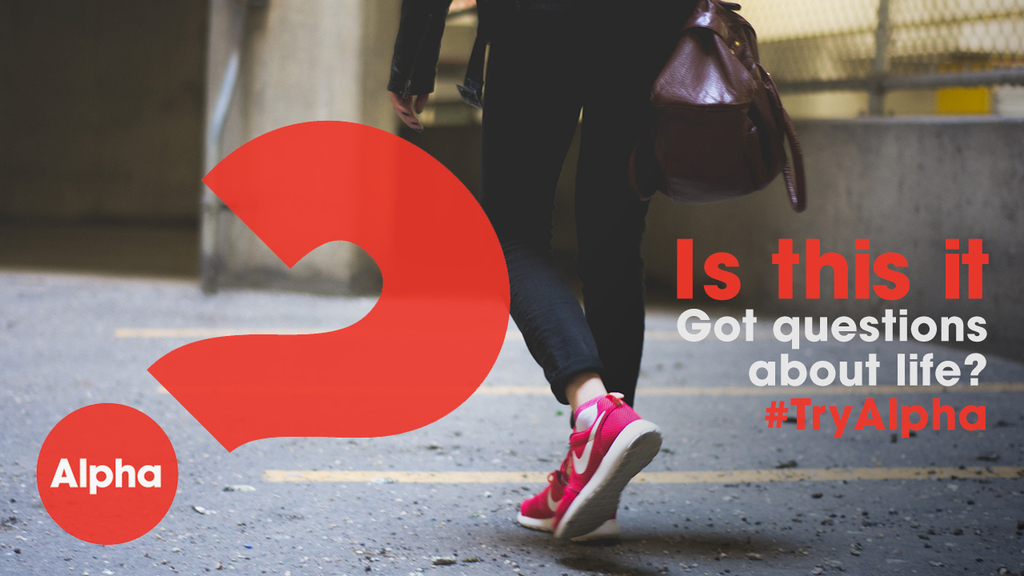 Is this it
Got questions
about life?
#TryAlpha
Alpha